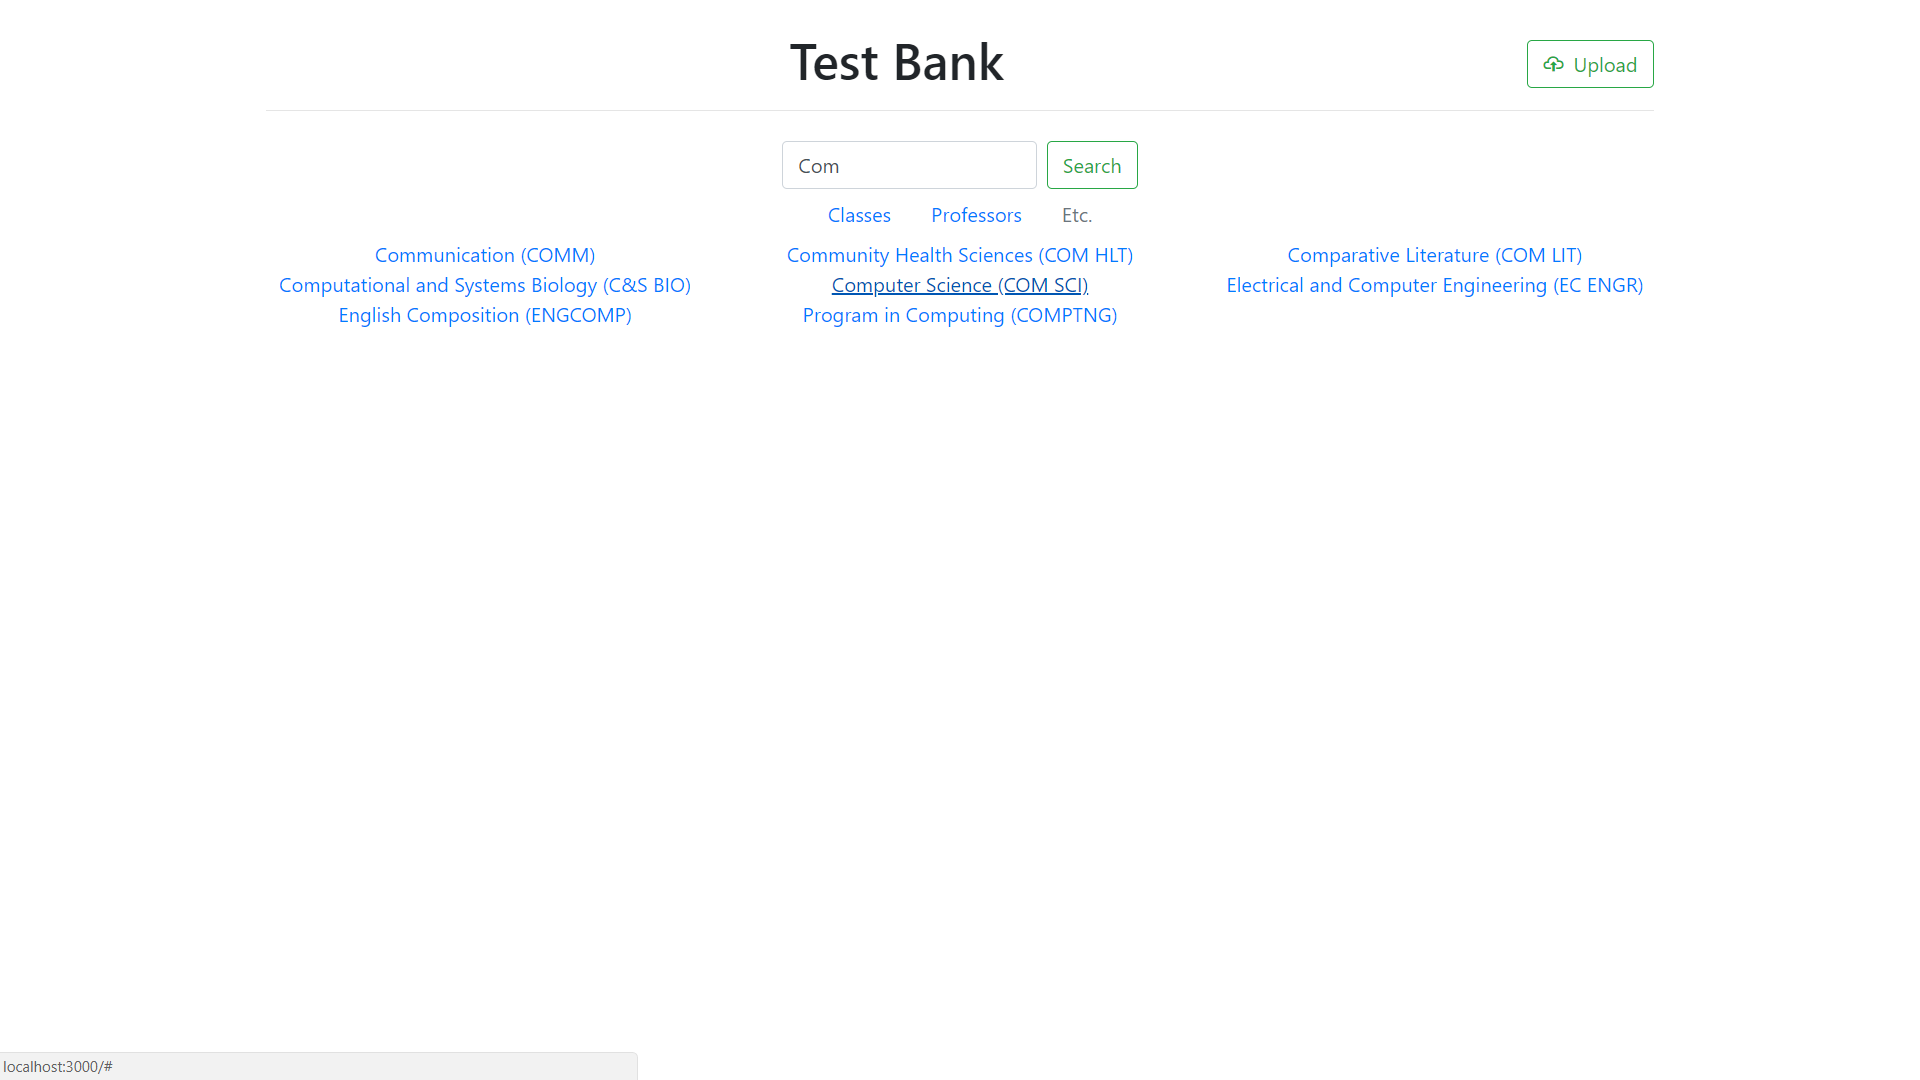 Test Bank
Upload
Com
Search
Classes Professors Etc.
Communication (COMM) Community Health Sciences (COM HLT) Comparative Literature (COM LIT)
Computational and Systems Biology (C&S BIO) Computer Science (COM SCI) Electrical and Computer Engineering (EC ENGR)
English Composition (ENGCOMP) Program in Computing (COMPTNG)
localhost:3000/#